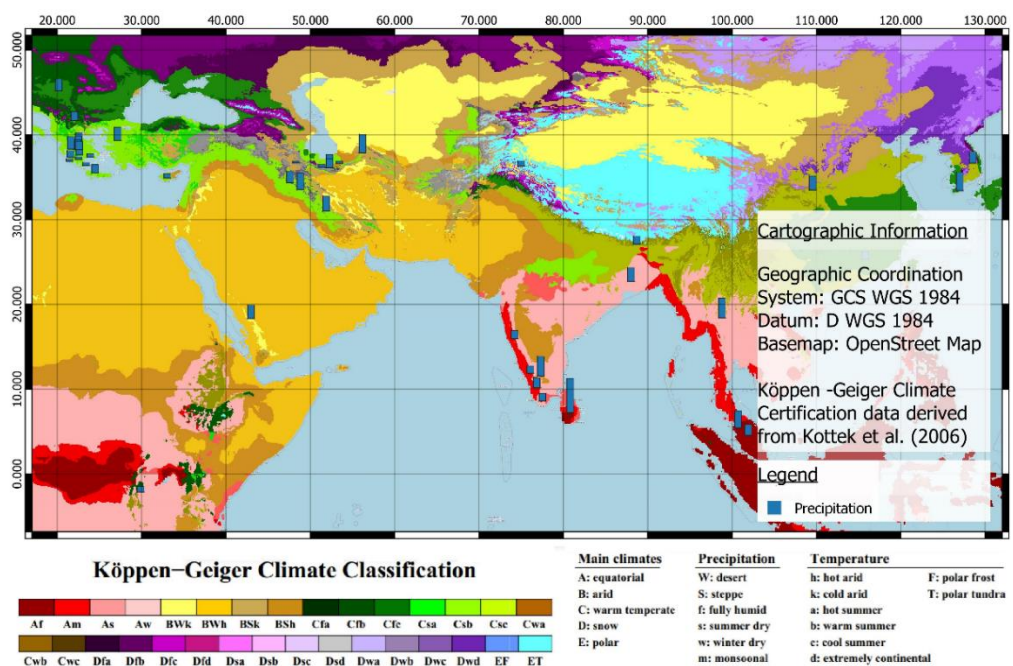 20.000 30.000 40.000 50.000 60.000 70.000 80.000 90.000 100.000 110.000 120.000 130.000
50.000
40.000
30.000
20.000
10.000
0.000
Cartographic Information
Geographic Coordination
System: GCS WGS 1984
Datum: D WGS 1984
Basemap: OpenStreet Map
Köppen -Geiger Climate
Certification data derived
from Kottek et al. (2006)
Legend
Precipitation
Köppen−Geiger Climate Classification
Af Am As Aw BWk BWh BSk BSh Cfa Cfb Cfc Csa Csb Csc Cwa
Cwb Cwc Dfa Dfb Dfc Dfd Dsa Dsb Dsc Dsd Dwa Dwb Dwc Dwd EF ET
Main climates
A: equatorial
B: arid
C: warm temperate
D: snow
E: polar
Precipitation
W: desert
S: steppe
f: fully humid
s: summer dry
w: winter dry
m: monsoonal
Temperature
h: hot arid F: polar frost
k: cold arid T: polar tundra
a: hot summer
b: warm summer
c: cool summer
d: extremely continental